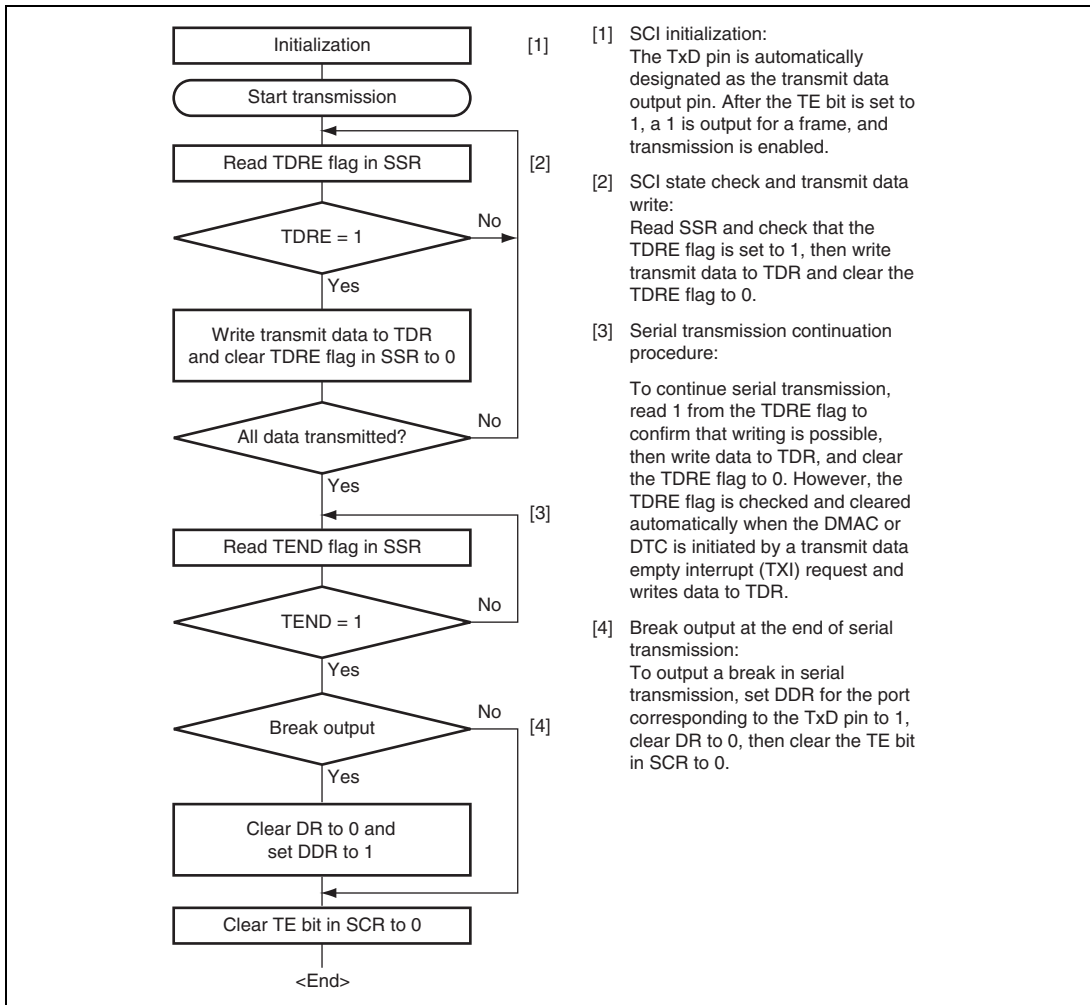 Initialization
[1]
Start transmission
Read TDRE flag in SSR
[2]
TDRE = 1
No
Yes
Write transmit data to TDR
and clear TDRE flag in SSR to 0
All data transmitted?
No
Yes
[3]
Read TEND flag in SSR
TEND = 1
No
Yes
Break output
No
[4]
Yes
Clear DR to 0 and
set DDR to 1
Clear TE bit in SCR to 0
<End>
[1] SCI initialization:
The TxD pin is automatically
designated as the transmit data
output pin. After the TE bit is set to
1, a 1 is output for a frame, and
transmission is enabled.
[2] SCI state check and transmit data
write:
Read SSR and check that the
TDRE flag is set to 1, then write
transmit data to TDR and clear the
TDRE flag to 0.
[3] Serial transmission continuation
procedure:
To continue serial transmission,
read 1 from the TDRE flag to
confirm that writing is possible,
then write data to TDR, and clear
the TDRE flag to 0. However, the
TDRE flag is checked and cleared
automatically when the DMAC or
DTC is initiated by a transmit data
empty interrupt (TXI) request and
writes data to TDR.
[4] Break output at the end of serial
transmission:
To output a break in serial
transmission, set DDR for the port
corresponding to the TxD pin to 1,
clear DR to 0, then clear the TE bit
in SCR to 0.